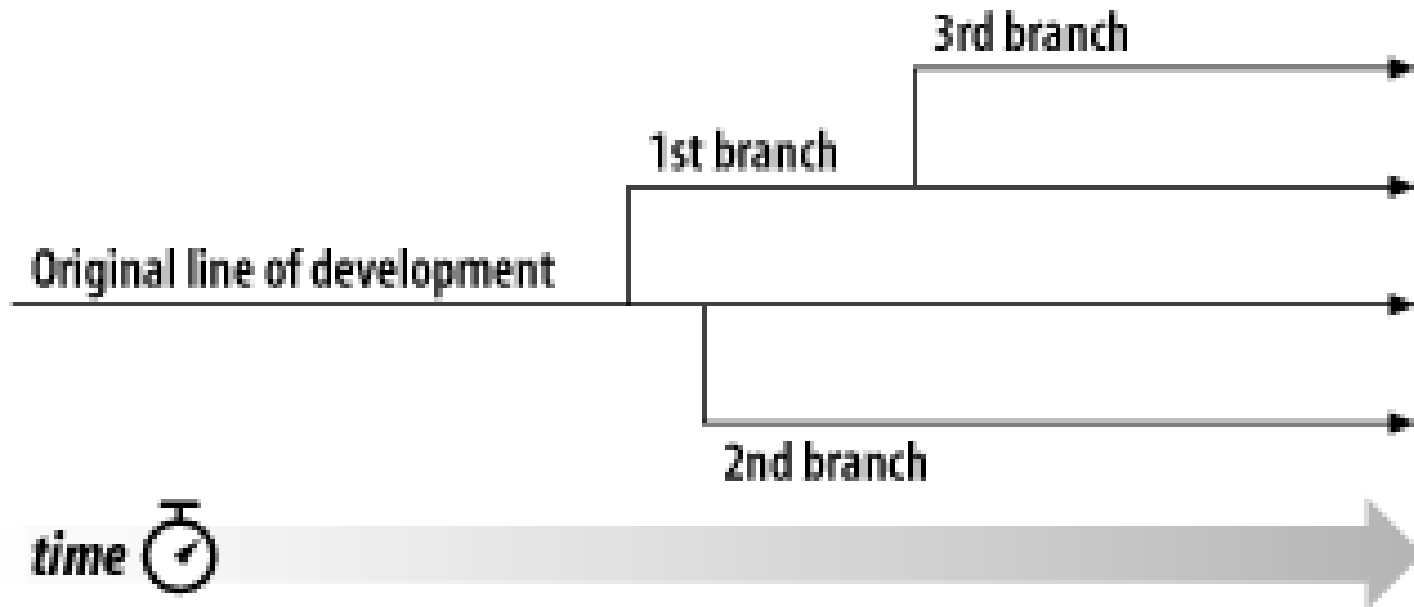 3rd branch
1st branch
Original line of development
2nd branch
time